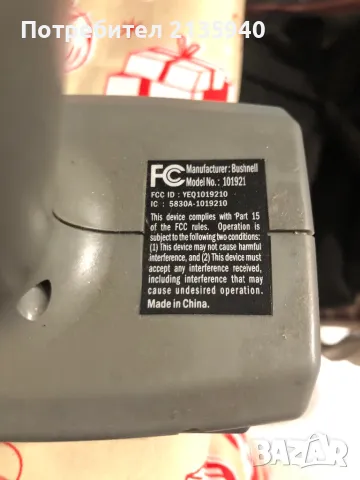 Потребител 2135940
FC Manufacturer: Bushnell
Model No.: 101921
FCC ID : YEQ1019210
IC : 5830A-1019210
This device complies with Part 15
of the FCC rules. Operation is
subject to the following two conditions:
(1) This device may not cause harmful
interference, and (2) This device must
accept any interference received,
including interference that may
cause undesired operation.
Made in China.
BAZAR